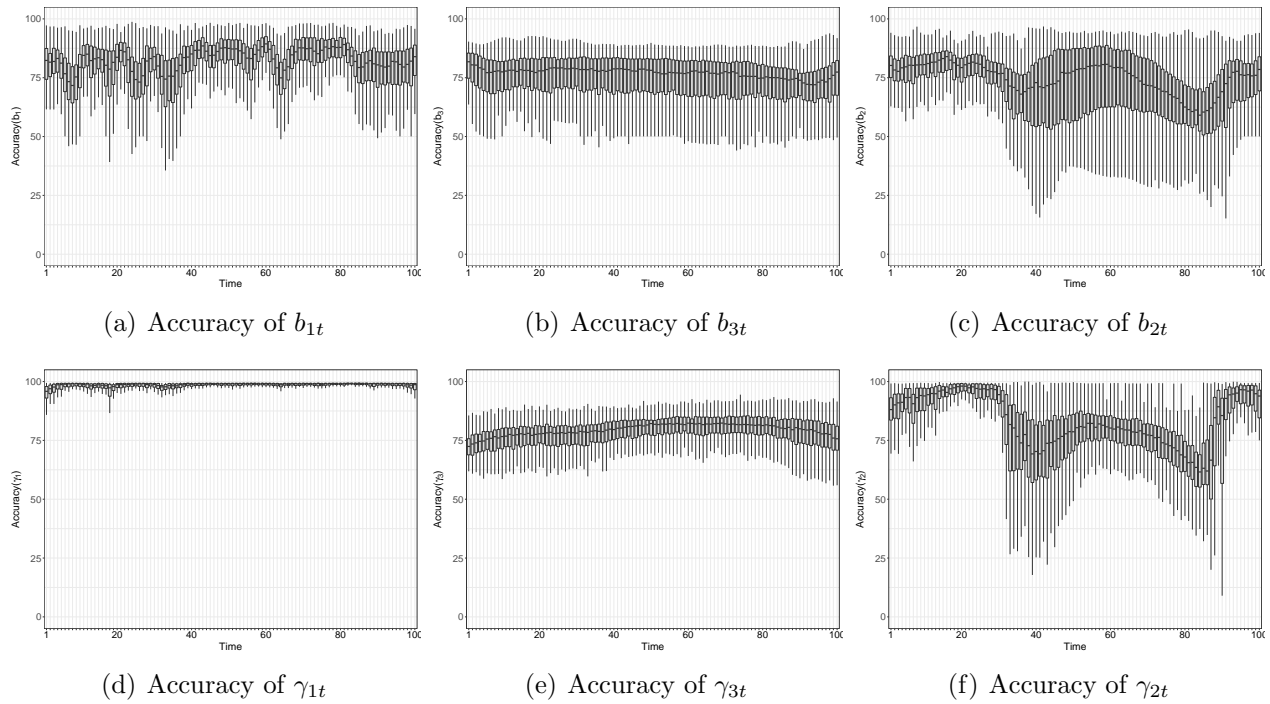 100
75
50
25
0
Accuracy(b₁)
1 20 40 60 80 100
Time
(a) Accuracy of b₁ₜ
100
75
50
25
0
Accuracy(b₃)
1 20 40 60 80 100
Time
(b) Accuracy of b₃ₜ
100
75
50
25
0
Accuracy(b₂)
1 20 40 60 80 100
Time
(c) Accuracy of b₂ₜ
100
75
50
25
0
Accuracy(γ₁)
1 20 40 60 80 100
Time
(d) Accuracy of γ₁ₜ
100
75
50
25
0
Accuracy(γ₃)
1 20 40 60 80 100
Time
(e) Accuracy of γ₃ₜ
100
75
50
25
0
Accuracy(γ₂)
1 20 40 60 80 100
Time
(f) Accuracy of γ₂ₜ